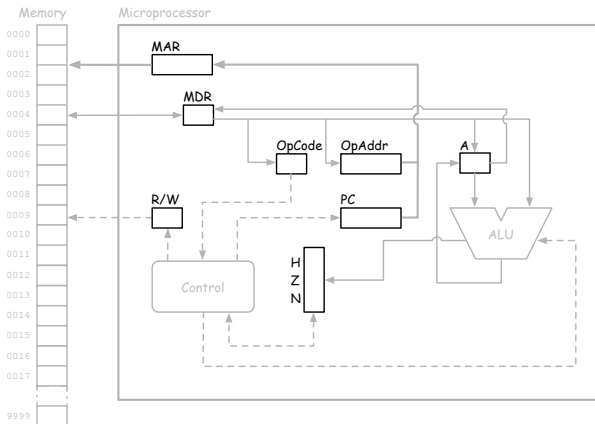 Memory
Microprocessor
0000
0001
0002
0003
0004
0005
0006
0007
0008
0009
0010
0011
0012
0013
0014
0015
0016
0017
9999
MAR
MDR
OpCode
OpAddr
A
R/W
PC
ALU
Control
H
Z
N